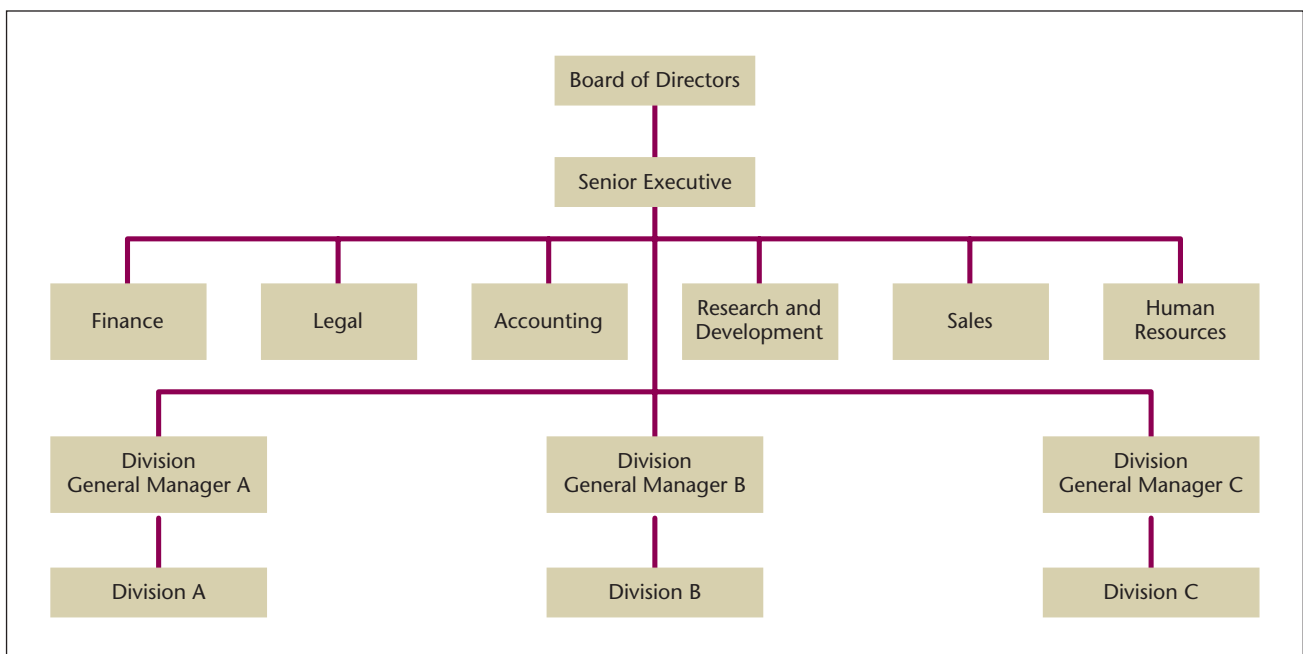 Board of Directors
Senior Executive
Finance
Legal
Accounting
Research and
Development
Sales
Human
Resources
Division
General Manager A
Division
General Manager B
Division
General Manager C
Division A
Division B
Division C